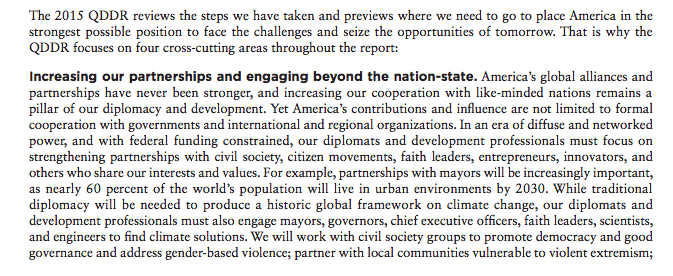 The 2015 QDDR reviews the steps we have taken and previews where we need to go to place America in the
strongest possible position to face the challenges and seize the opportunities of tomorrow. That is why the
QDDR focuses on four cross-cutting areas throughout the report:
Increasing our partnerships and engaging beyond the nation-state. America’s global alliances and
partnerships have never been stronger, and increasing our cooperation with like-minded nations remains a
pillar of our diplomacy and development. Yet America’s contributions and influence are not limited to formal
cooperation with governments and international and regional organizations. In an era of diffuse and networked
power, and with federal funding constrained, our diplomats and development professionals must focus on
strengthening partnerships with civil society, citizen movements, faith leaders, entrepreneurs, innovators, and
others who share our interests and values. For example, partnerships with mayors will be increasingly important,
as nearly 60 percent of the world’s population will live in urban environments by 2030. While traditional
diplomacy will be needed to produce a historic global framework on climate change, our diplomats and
development professionals must also engage mayors, governors, chief executive officers, faith leaders, scientists,
and engineers to find climate solutions. We will work with civil society groups to promote democracy and good
governance and address gender-based violence; partner with local communities vulnerable to violent extremism;